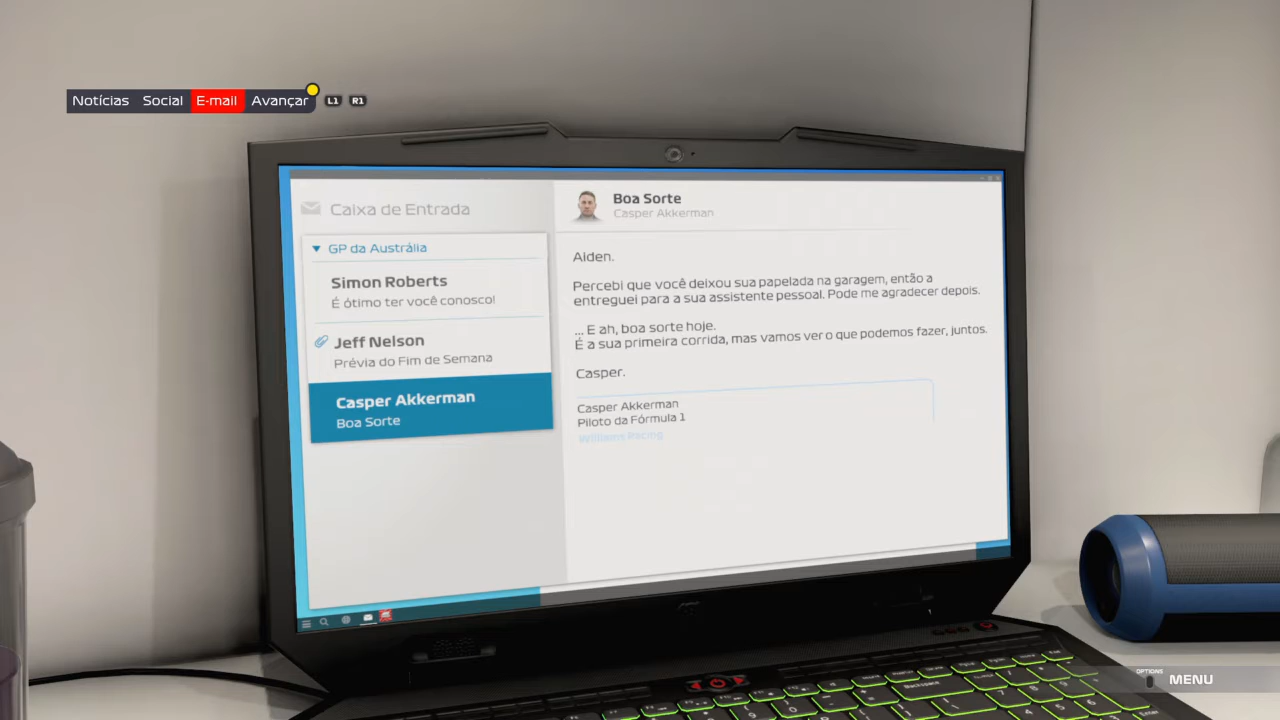 Notícias Social E-mail Avançar L1 R1
Caixa de Entrada
GP da Austrália
Simon Roberts
É ótimo ter você conosco!
Jeff Nelson
Prévia do Fim de Semana
Casper Akkerman
Boa Sorte
Boa Sorte
Casper Akkerman
Aiden.
Percebi que você deixou sua papelada na garagem, então a
entreguei para a sua assistente pessoal. Pode me agradecer depois.
... E ah, boa sorte hoje.
É a sua primeira corrida, mas vamos ver o que podemos fazer, juntos.
Casper.
Casper Akkerman
Piloto da Fórmula 1
Williams Racing
Backspace
Enter
OPTIONS
MENU